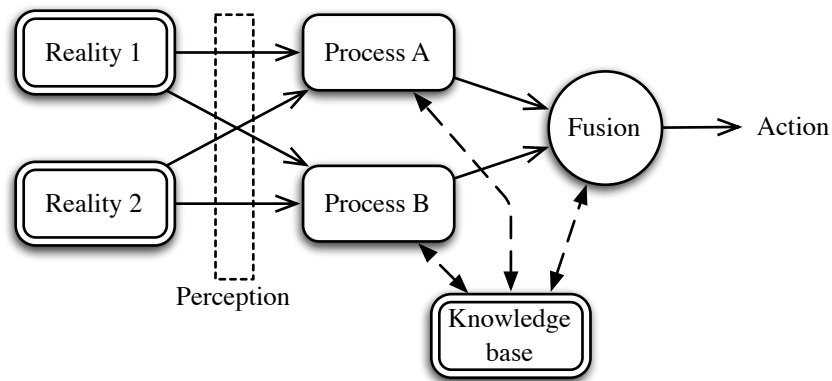 Reality 1
Process A
Fusion
Action
Reality 2
Process B
Perception
Knowledge
base